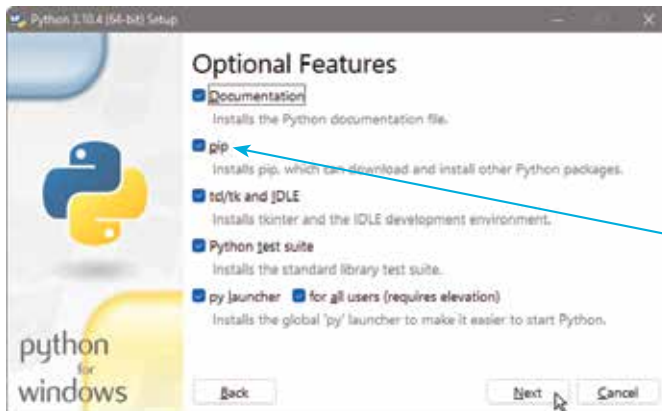 Python 3.10.4 (64-bit) Setup
Optional Features
Documentation
Installs the Python documentation file.
pip
Installs pip, which can download and install other Python packages.
tcl/tk and IDLE
Installs tkinter and the IDLE development environment.
Python test suite
Installs the standard library test suite.
py launcher for all users (requires elevation)
Installs the global 'py' launcher to make it easier to start Python.
python
for
windows
Back Next Cancel